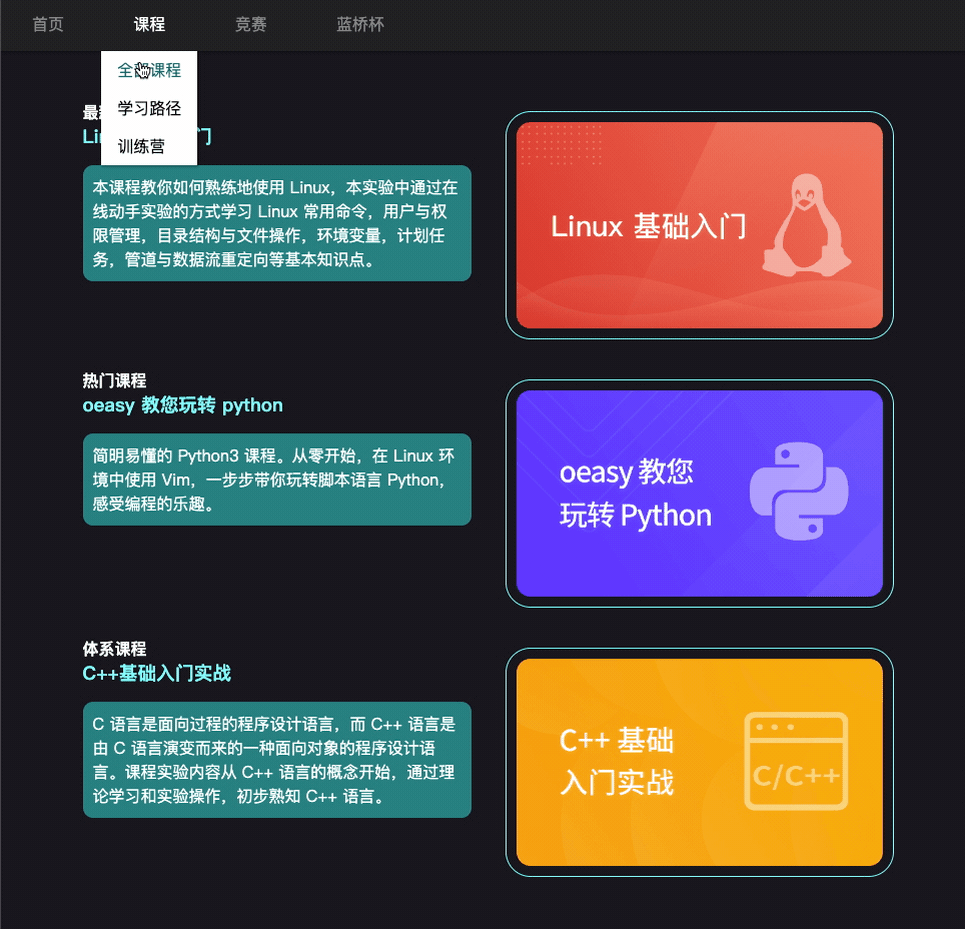 首页 课程 竞赛 蓝桥杯
全部课程
学习路径
训练营
最
Li 门
本课程教你如何熟练地使用 Linux，本实验中通过在
线动手实验的方式学习 Linux 常用命令，用户与权
限管理，目录结构与文件操作，环境变量，计划任
务，管道与数据流重定向等基本知识点。
Linux 基础入门
热门课程
oeasy 教您玩转 python
简明易懂的 Python3 课程。从零开始，在 Linux 环
境中使用 Vim，一步步带你玩转脚本语言 Python，
感受编程的乐趣。
oeasy 教您
玩转 Python
体系课程
C++基础入门实战
C 语言是面向过程的程序设计语言，而 C++ 语言是
由 C 语言演变而来的一种面向对象的程序设计语
言。课程实验内容从 C++ 语言的概念开始，通过理
论学习和实验操作，初步熟知 C++ 语言。
C++ 基础
入门实战
C/C++